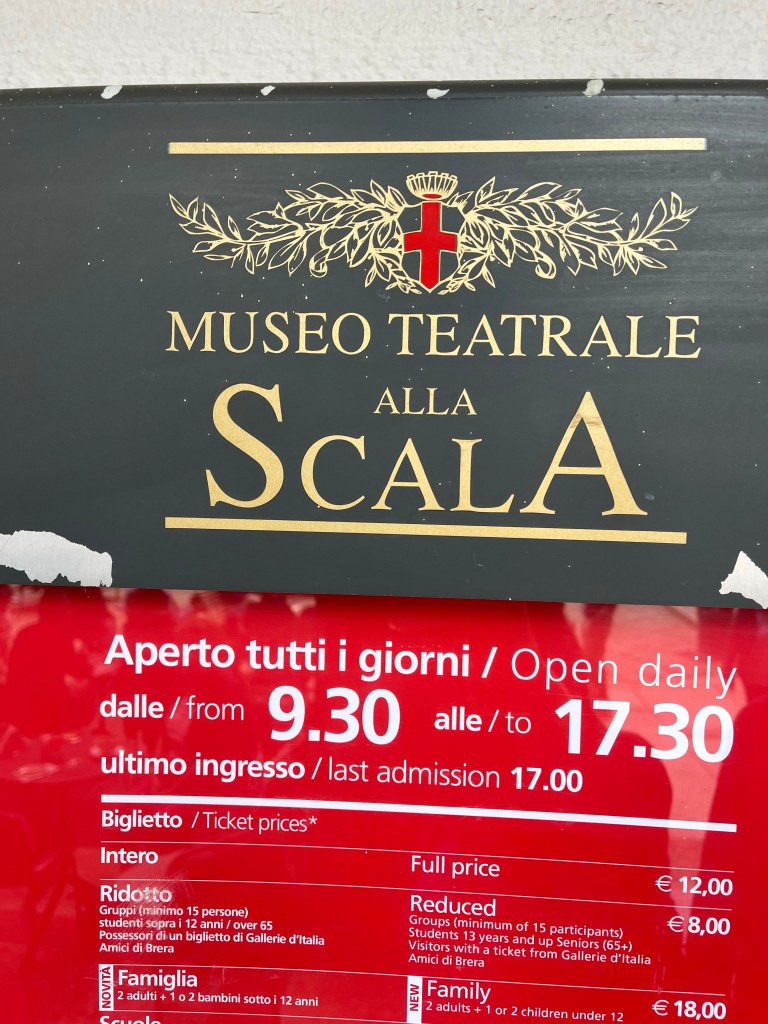 MUSEO TEATRALE
ALLA
SCALA
Aperto tutti i giorni / Open daily
dalle / from 9.30 alle / to 17.30
ultimo ingresso / last admission 17.00
Biglietto / Ticket prices*
Intero Full price € 12,00
Ridotto Reduced € 8,00
Gruppi (minimo 15 persone) Groups (minimum of 15 participants)
studenti sopra i 12 anni / over 65 Students 13 years and up Seniors (65+)
Possessori di un biglietto di Gallerie d'Italia Visitors with a ticket from Gallerie d'Italia
Amici di Brera Amici di Brera
NOVITÀ Famiglia NEW Family € 18,00
2 adulti + 1 o 2 bambini sotto i 12 anni 2 adults + 1 or 2 children under 12
Scuole